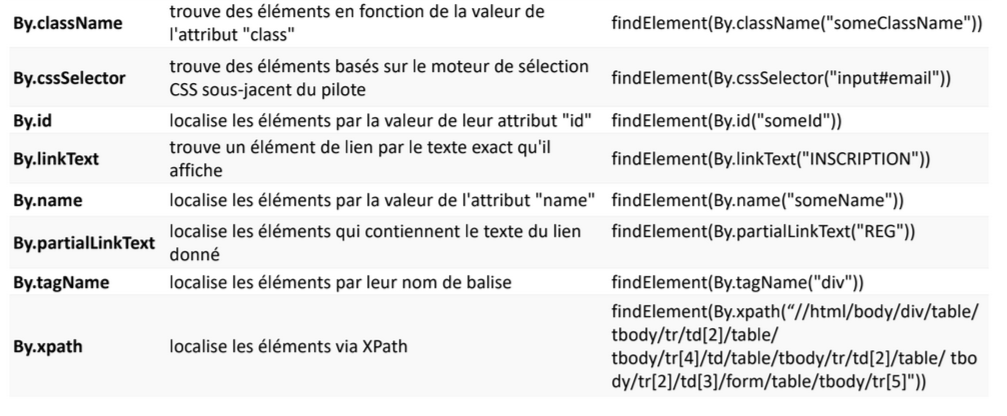 By.className trouve des éléments en fonction de la valeur de l'attribut "class" findElement(By.className("someClassName"))
By.cssSelector trouve des éléments basés sur le moteur de sélection CSS sous-jacent du pilote findElement(By.cssSelector("input#email"))
By.id localise les éléments par la valeur de leur attribut "id" findElement(By.id("someId"))
By.linkText trouve un élément de lien par le texte exact qu'il affiche findElement(By.linkText("INSCRIPTION"))
By.name localise les éléments par la valeur de l'attribut "name" findElement(By.name("someName"))
By.partialLinkText localise les éléments qui contiennent le texte du lien donné findElement(By.partialLinkText("REG"))
By.tagName localise les éléments par leur nom de balise findElement(By.tagName("div"))
By.xpath localise les éléments via XPath findElement(By.xpath(“//html/body/div/table/
tbody/tr/td[2]/table/
tbody/tr[4]/td/table/tbody/tr/td[2]/table/ tbo
dy/tr[2]/td[3]/form/table/tbody/tr[5]"))